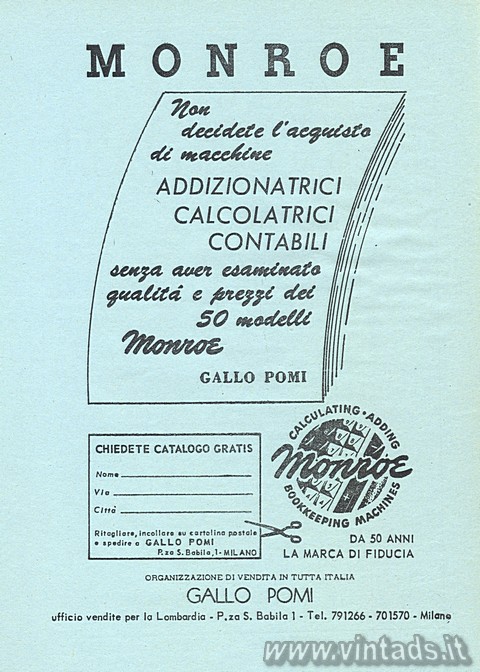 MONROE
Non
decidete l'acquisto
di macchine
ADDIZIONATRICI
CALCOLATRICI
CONTABILI
senza aver esaminato
qualitá e prezzi dei
50 modelli
Monroe
GALLO POMI
CHIEDETE CATALOGO GRATIS
Nome
Via
Cittá
Ritagliare, incollare su cartolina postale
e spedire a GALLO POMI
P.za S. Babila, 1 - MILANO
CALCULATING · ADDING
Monroe
BOOKKEEPING MACHINES
DA 50 ANNI
LA MARCA DI FIDUCIA
ORGANIZZAZIONE DI VENDITA IN TUTTA ITALIA
GALLO POMI
ufficio vendite per la Lombardia - P.za S. Babila 1 - Tel. 791266 - 701570 - Milano
www.vintads.it